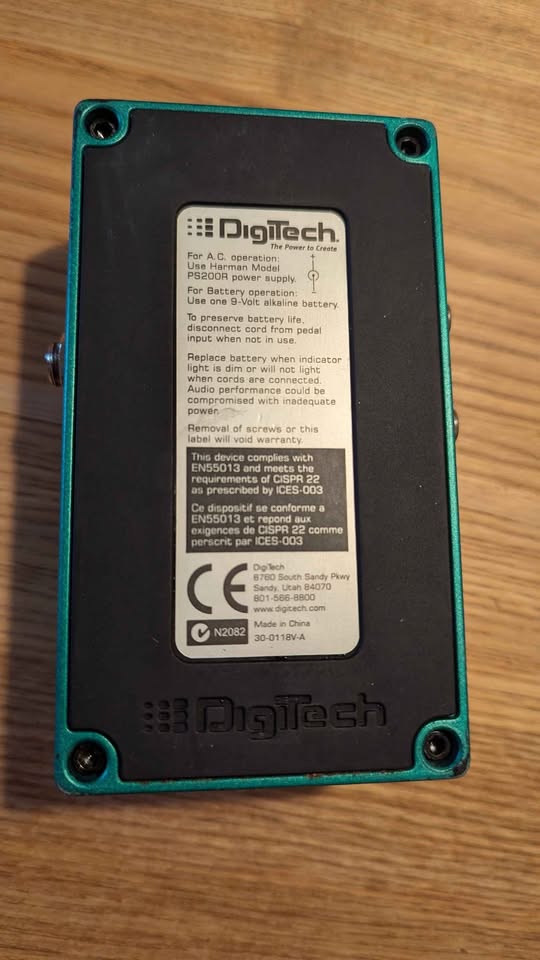 DigiTech.
The Power to Create
For A.C. operation:
Use Harman Model
PS200R power supply.
+
-
For Battery operation:
Use one 9-Volt alkaline battery.
To preserve battery life,
disconnect cord from pedal
input when not in use.
Replace battery when indicator
light is dim or will not light
when cords are connected.
Audio performance could be
compromised with inadequate
power.
Removal of screws or this
label will void warranty.
This device complies with
EN55013 and meets the
requirements of CISPR 22
as prescribed by ICES-003
Ce dispositif se conforme a
EN55013 et repond aux
exigences de CISPR 22 comme
perscrit par ICES-003
CE
DigiTech
8760 South Sandy Pkwy
Sandy, Utah 84070
801-566-8800
www.digitech.com
N2082
Made in China
30-0118V-A
DigiTech